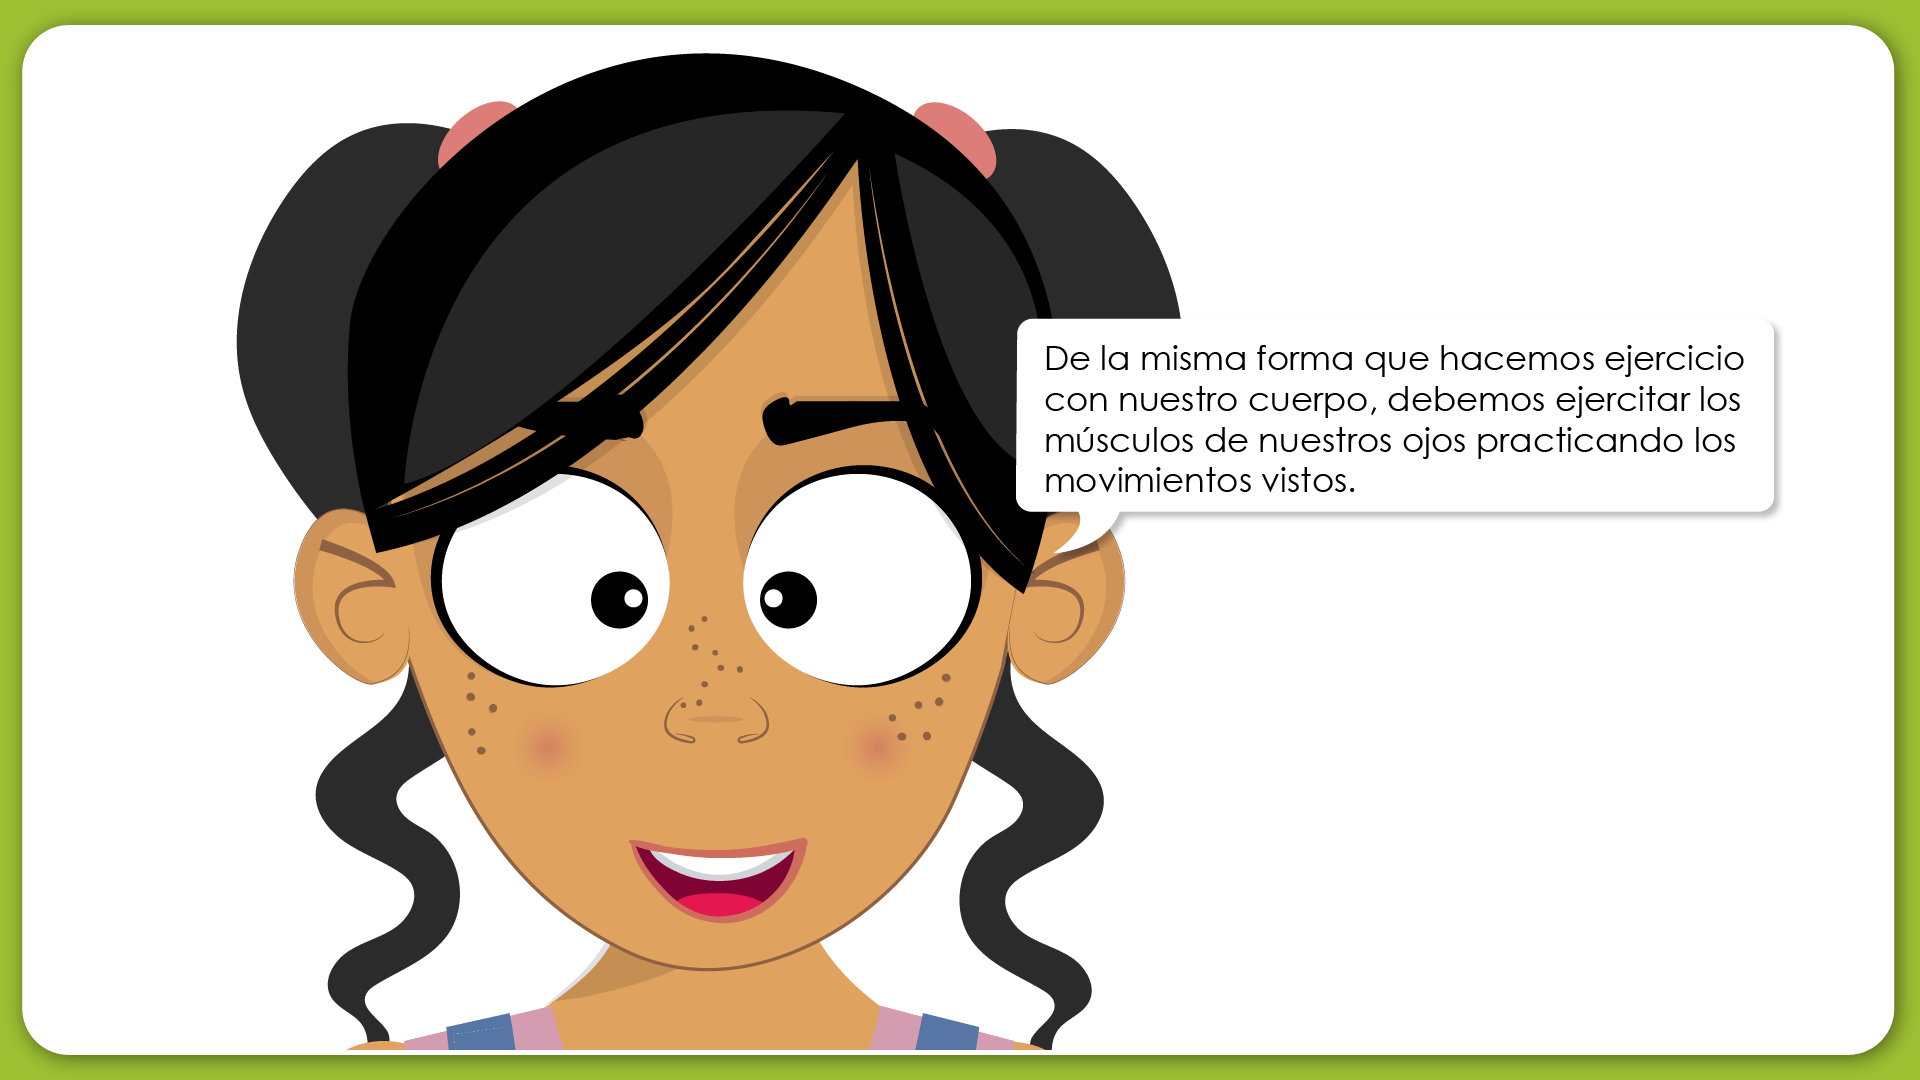 De la misma forma que hacemos ejercicio
con nuestro cuerpo, debemos ejercitar los
músculos de nuestros ojos practicando los
movimientos vistos.